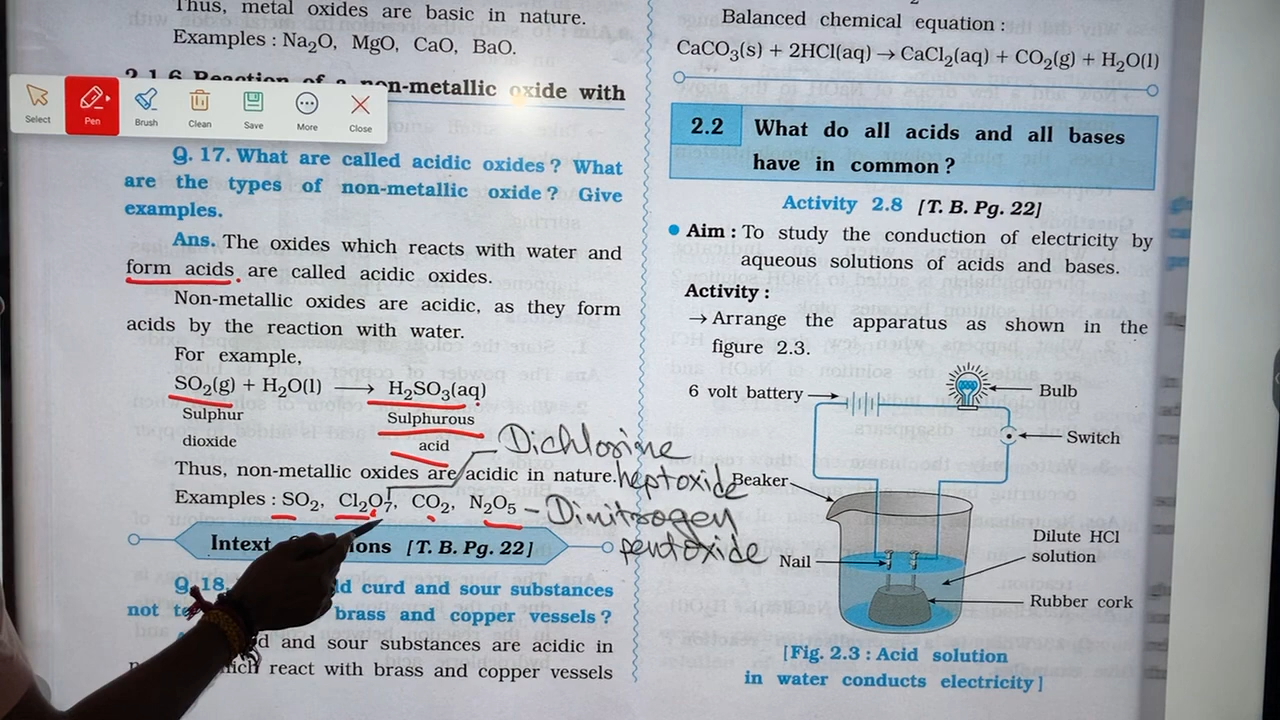 Thus, metal oxides are basic in nature.
Examples : Na₂O, MgO, CaO, BaO.
2.1.6 Reaction of a non-metallic oxide with
Select
Pen
Brush
Clean
Save
More
Close
Q. 17. What are called acidic oxides ? What
are the types of non-metallic oxide ? Give
examples.
Ans. The oxides which reacts with water and
form acids are called acidic oxides.
Non-metallic oxides are acidic, as they form
acids by the reaction with water.
For example,
SO₂(g) + H₂O(l) ⟶ H₂SO₃(aq)
Sulphur Sulphurous
dioxide acid
Thus, non-metallic oxides are acidic in nature.
Examples : SO₂, Cl₂O₇, CO₂, N₂O₅
Dichlorine
heptoxide
- Dinitrogen
pentoxide
Intext [T. B. Pg. 22]
Q. 18. curd and sour substances
not brass and copper vessels ?
and sour substances are acidic in
which react with brass and copper vessels
Balanced chemical equation :
CaCO₃(s) + 2HCl(aq) → CaCl₂(aq) + CO₂(g) + H₂O(l)
2.2 What do all acids and all bases
have in common ?
Activity 2.8 [T. B. Pg. 22]
• Aim : To study the conduction of electricity by
aqueous solutions of acids and bases.
Activity :
→ Arrange the apparatus as shown in the
figure 2.3.
6 volt battery
Bulb
Switch
Beaker
Dilute HCl
solution
Nail
Rubber cork
[Fig. 2.3 : Acid solution
in water conducts electricity]